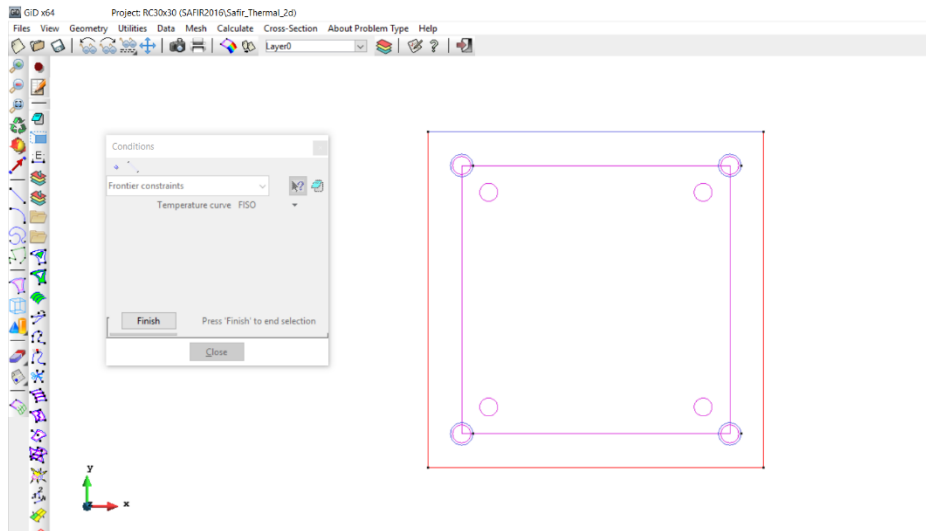 GiD x64 Project: RC30x30 (SAFIR2016\Safir_Thermal_2d)
Files View Geometry Utilities Data Mesh Calculate Cross-Section About Problem Type Help
Layer0
Conditions
Frontier constraints
Temperature curve FISO
Finish Press 'Finish' to end selection
Close
y
x